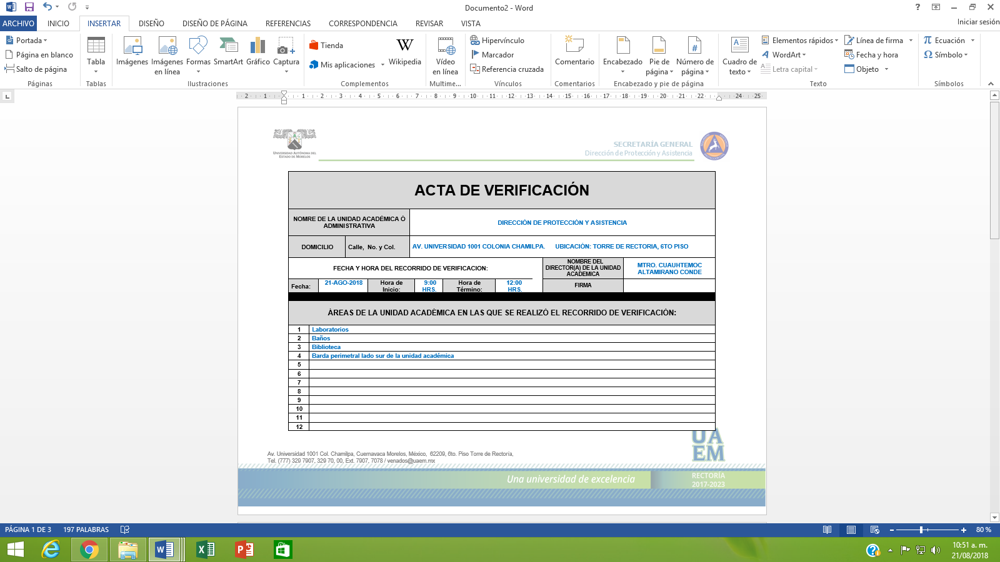 Documento2 - Word
ARCHIVO INICIO INSERTAR DISEÑO DISEÑO DE PÁGINA REFERENCIAS CORRESPONDENCIA REVISAR VISTA Iniciar sesión
Portada
Página en blanco
Salto de página
Páginas
Tabla
Tablas
Imágenes
Imágenes en línea
Formas
SmartArt
Gráfico
Captura
Ilustraciones
Tienda
Mis aplicaciones
W
Wikipedia
Complementos
Vídeo en línea
Multime...
Hipervínculo
Marcador
Referencia cruzada
Vínculos
Comentario
Comentarios
Encabezado
Pie de página
Número de página
Encabezado y pie de página
Cuadro de texto
Elementos rápidos
WordArt
Letra capital
Línea de firma
Fecha y hora
Objeto
Texto
Ecuación
Símbolo
Símbolos
2 1 1 2 3 4 5 6 7 8 9 10 11 12 13 14 15 16 17 18 19 20 21 22 24 25
UNIVERSIDAD AUTÓNOMA DEL
ESTADO DE MORELOS
SECRETARÍA GENERAL
Dirección de Protección y Asistencia
ACTA DE VERIFICACIÓN
NOMRE DE LA UNIDAD ACADÉMICA Ó
ADMINISTRATIVA
DIRECCIÓN DE PROTECCIÓN Y ASISTENCIA
DOMICILIO Calle, No. y Col. AV. UNIVERSIDAD 1001 COLONIA CHAMILPA. UBICACIÓN: TORRE DE RECTORIA, 6TO PISO
FECHA Y HORA DEL RECORRIDO DE VERIFICACION:
NOMBRE DEL
DIRECTOR(A) DE LA UNIDAD
ACADEMICA
MTRO. CUAUHTEMOC
ALTAMIRANO CONDE
Fecha: 21-AGO-2018
Hora de
Inicio:
9:00
HRS.
Hora de
Término:
12:00
HRS.
FIRMA
ÁREAS DE LA UNIDAD ACADÉMICA EN LAS QUE SE REALIZÓ EL RECORRIDO DE VERIFICACIÓN:
1 Laboratorios
2 Baños
3 Biblioteca
4 Barda perimetral lado sur de la unidad académica
5
6
7
8
9
10
11
12
Av. Universidad 1001 Col. Chamilpa, Cuernavaca Morelos, México, 62209, 6to. Piso Torre de Rectoría,
Tel. (777) 329 7907, 329 70, 00, Ext. 7907, 7078 / venados@uaem.mx
UA
EM
Una universidad de excelencia
RECTORÍA
2017-2023
PÁGINA 1 DE 3 197 PALABRAS 80 %
10:51 a. m.
21/08/2018